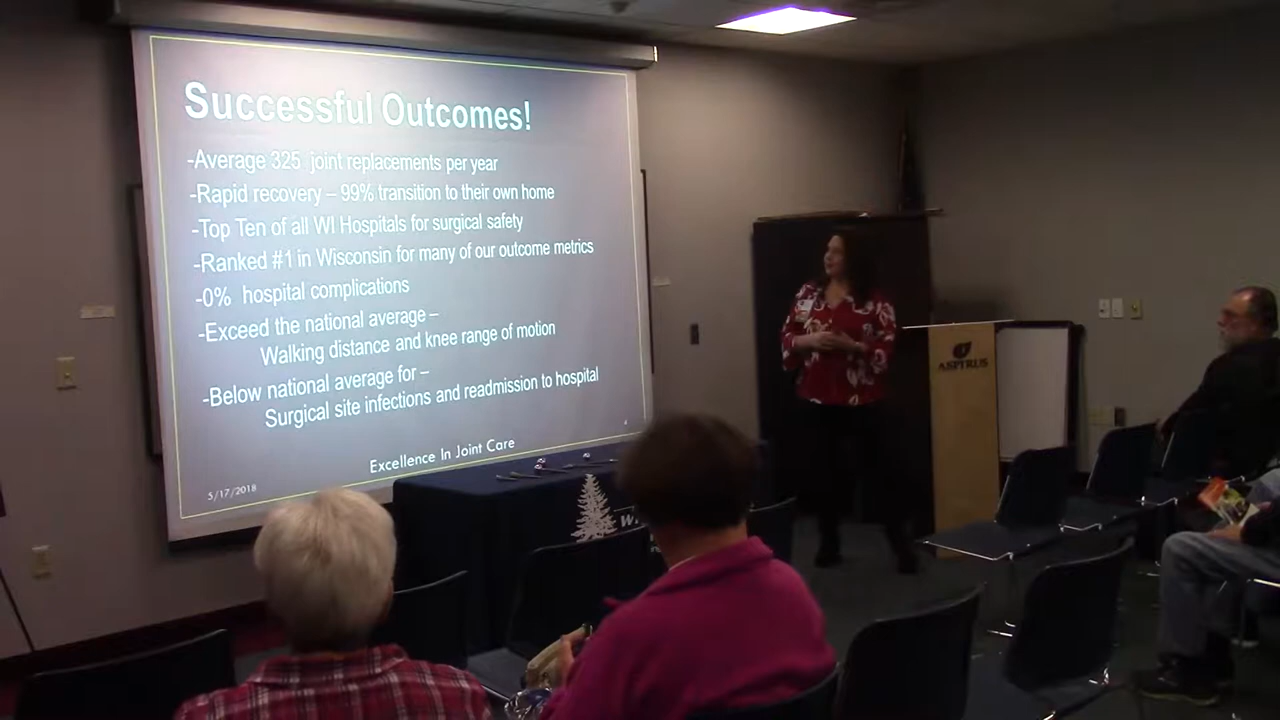 Successful Outcomes!
-Average 325 joint replacements per year
-Rapid recovery – 99% transition to their own home
-Top Ten of all WI Hospitals for surgical safety
-Ranked #1 in Wisconsin for many of our outcome metrics
-0% hospital complications
-Exceed the national average –
Walking distance and knee range of motion
-Below national average for –
Surgical site infections and readmission to hospital
4
Excellence In Joint Care
5/17/2018
ASPIRUS